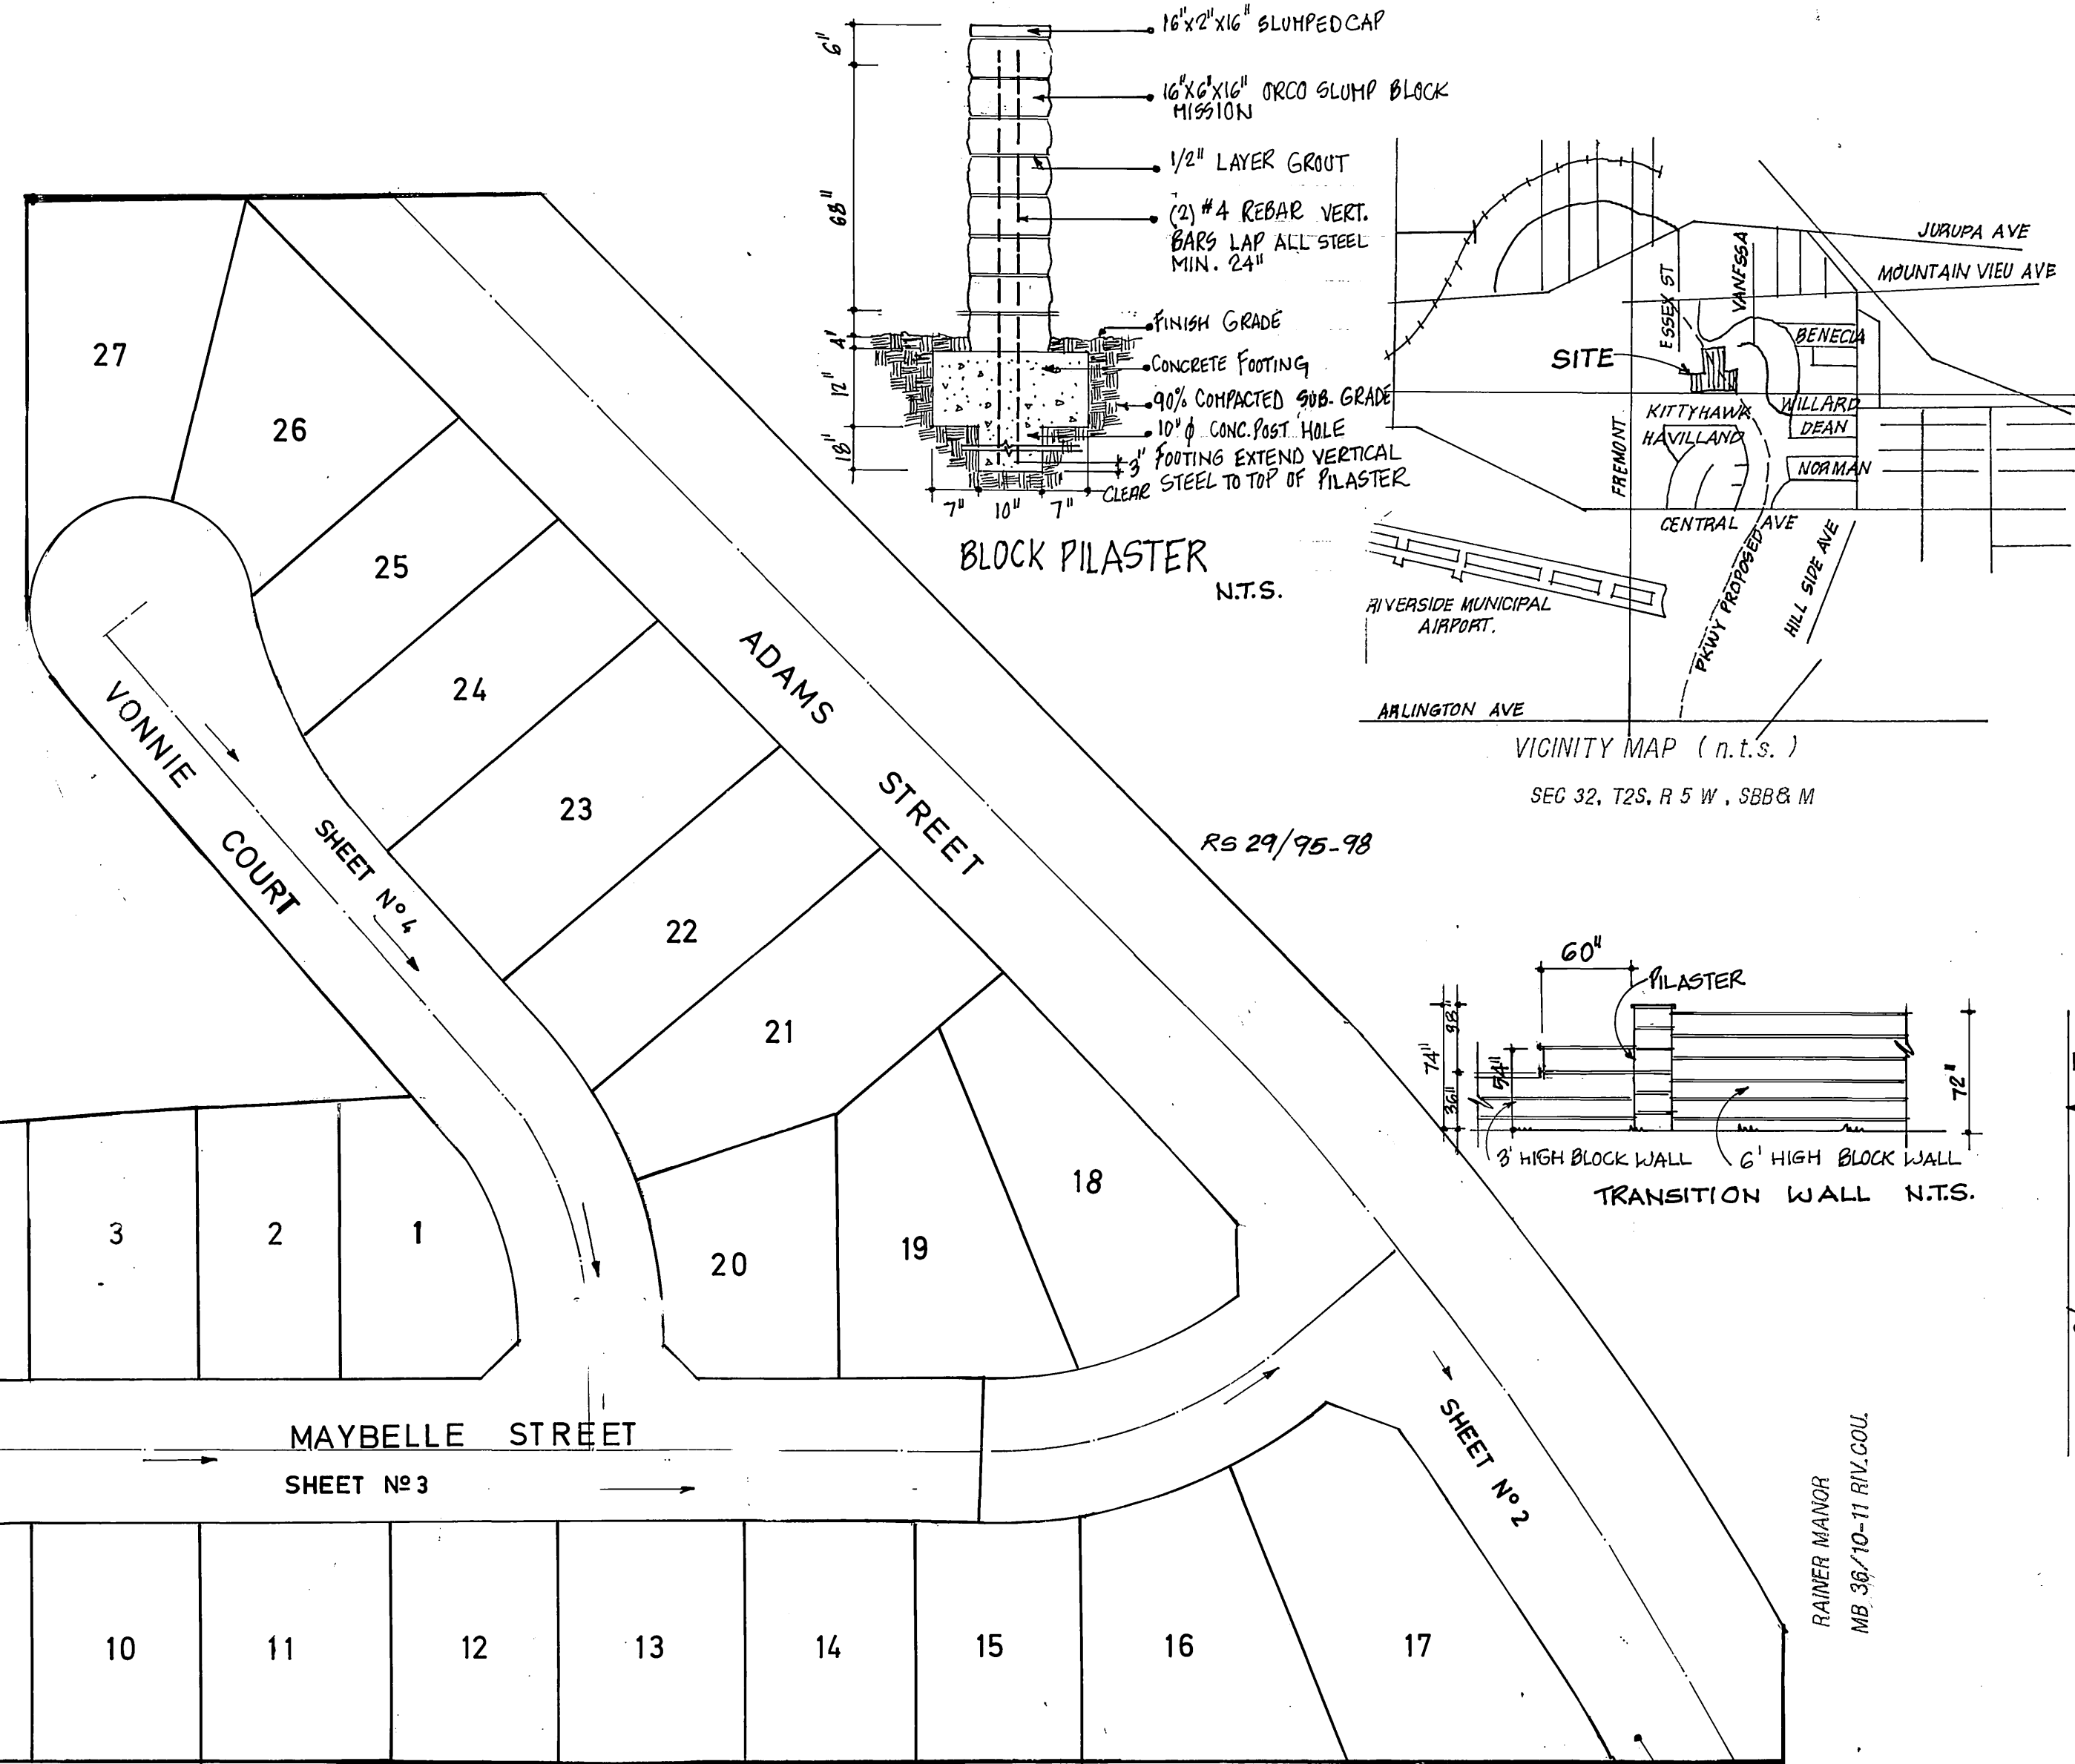 16"x2"x16" SLUMPED CAP
16"x6"x16" ORCO SLUMP BLOCK
MISSION
1/2" LAYER GROUT
(2) #4 REBAR VERT.
BARS LAP ALL STEEL
MIN. 24"
FINISH GRADE
CONCRETE FOOTING
90% COMPACTED SUB. GRADE
10"φ CONC. POST HOLE
FOOTING EXTEND VERTICAL
STEEL TO TOP OF PILASTER
3"
CLEAR
6"
68"
4"
12"
18"
7" 10" 7"
BLOCK PILASTER
N.T.S.
JURUPA AVE
MOUNTAIN VIEU AVE
ESSEX ST
VANESSA
BENECIA
SITE
KITTYHAWK
WILLARD
HAVILLAND
DEAN
NORMAN
FREMONT
CENTRAL AVE
PKWY PROPOSED
HILL SIDE AVE
RIVERSIDE MUNICIPAL
AIRPORT.
ARLINGTON AVE
VICINITY MAP (n.t.s.)
SEC 32, T2S, R 5 W, SBB& M
RS 29/95-98
60"
PILASTER
74"
98"
36"
54"
72"
3' HIGH BLOCK WALL
6' HIGH BLOCK WALL
TRANSITION WALL N.T.S.
27
26
25
24
23
22
21
20
19
18
ADAMS STREET
VONNIE COURT
SHEET Nº 4
3
2
1
MAYBELLE STREET
SHEET Nº 3
SHEET Nº 2
10
11
12
13
14
15
16
17
RAINER MANOR
MB 36/10-11 RIV.COU.